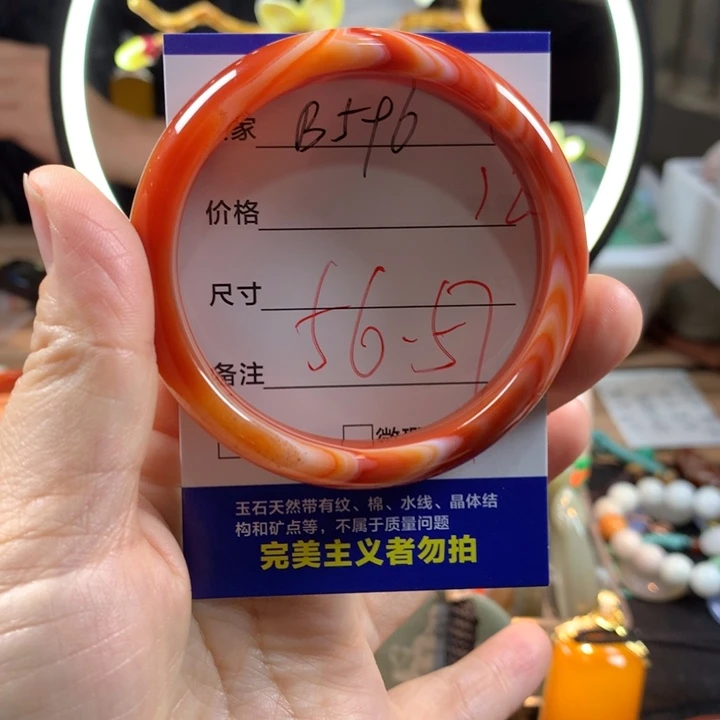 家 B596
价格
尺寸 56-57
备注
微瑕
玉石天然带有纹、棉、水线、晶体结
构和矿点等，不属于质量问题
完美主义者勿拍